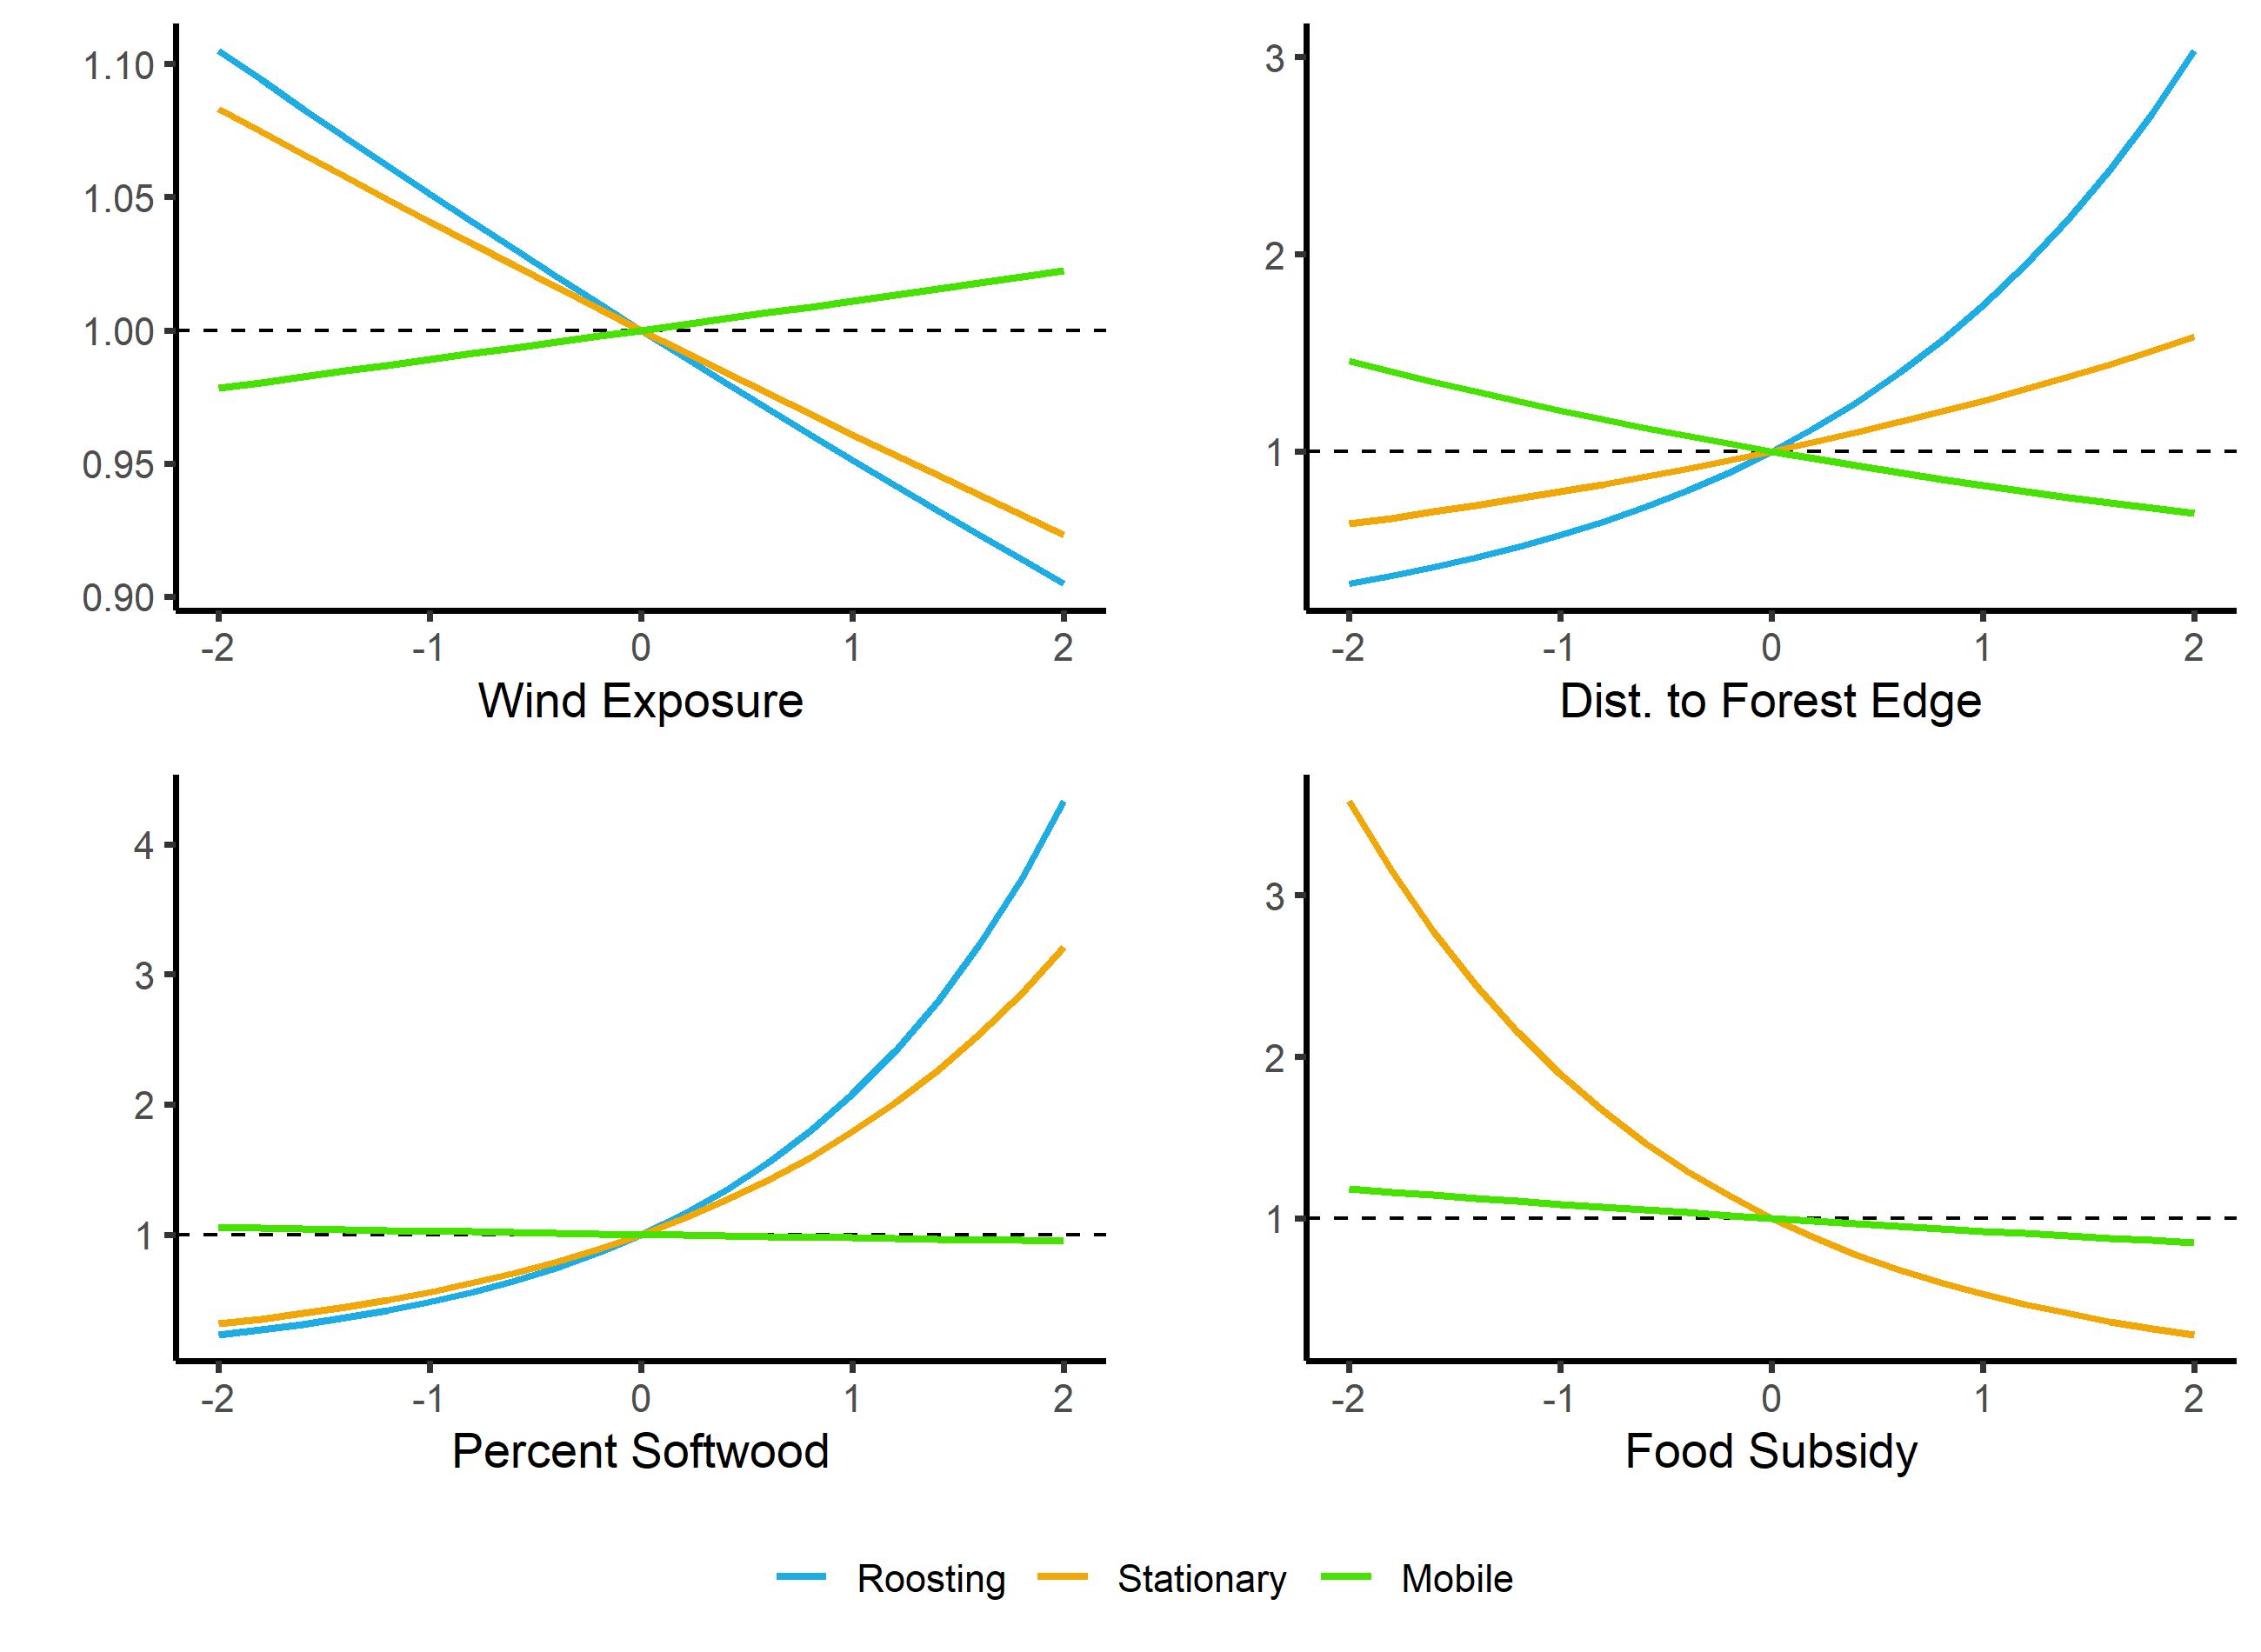 1.10
1.05
1.00
0.95
0.90
-2 -1 0 1 2
Wind Exposure
3
2
1
-2 -1 0 1 2
Dist. to Forest Edge
4
3
2
1
-2 -1 0 1 2
Percent Softwood
3
2
1
-2 -1 0 1 2
Food Subsidy
Roosting Stationary Mobile